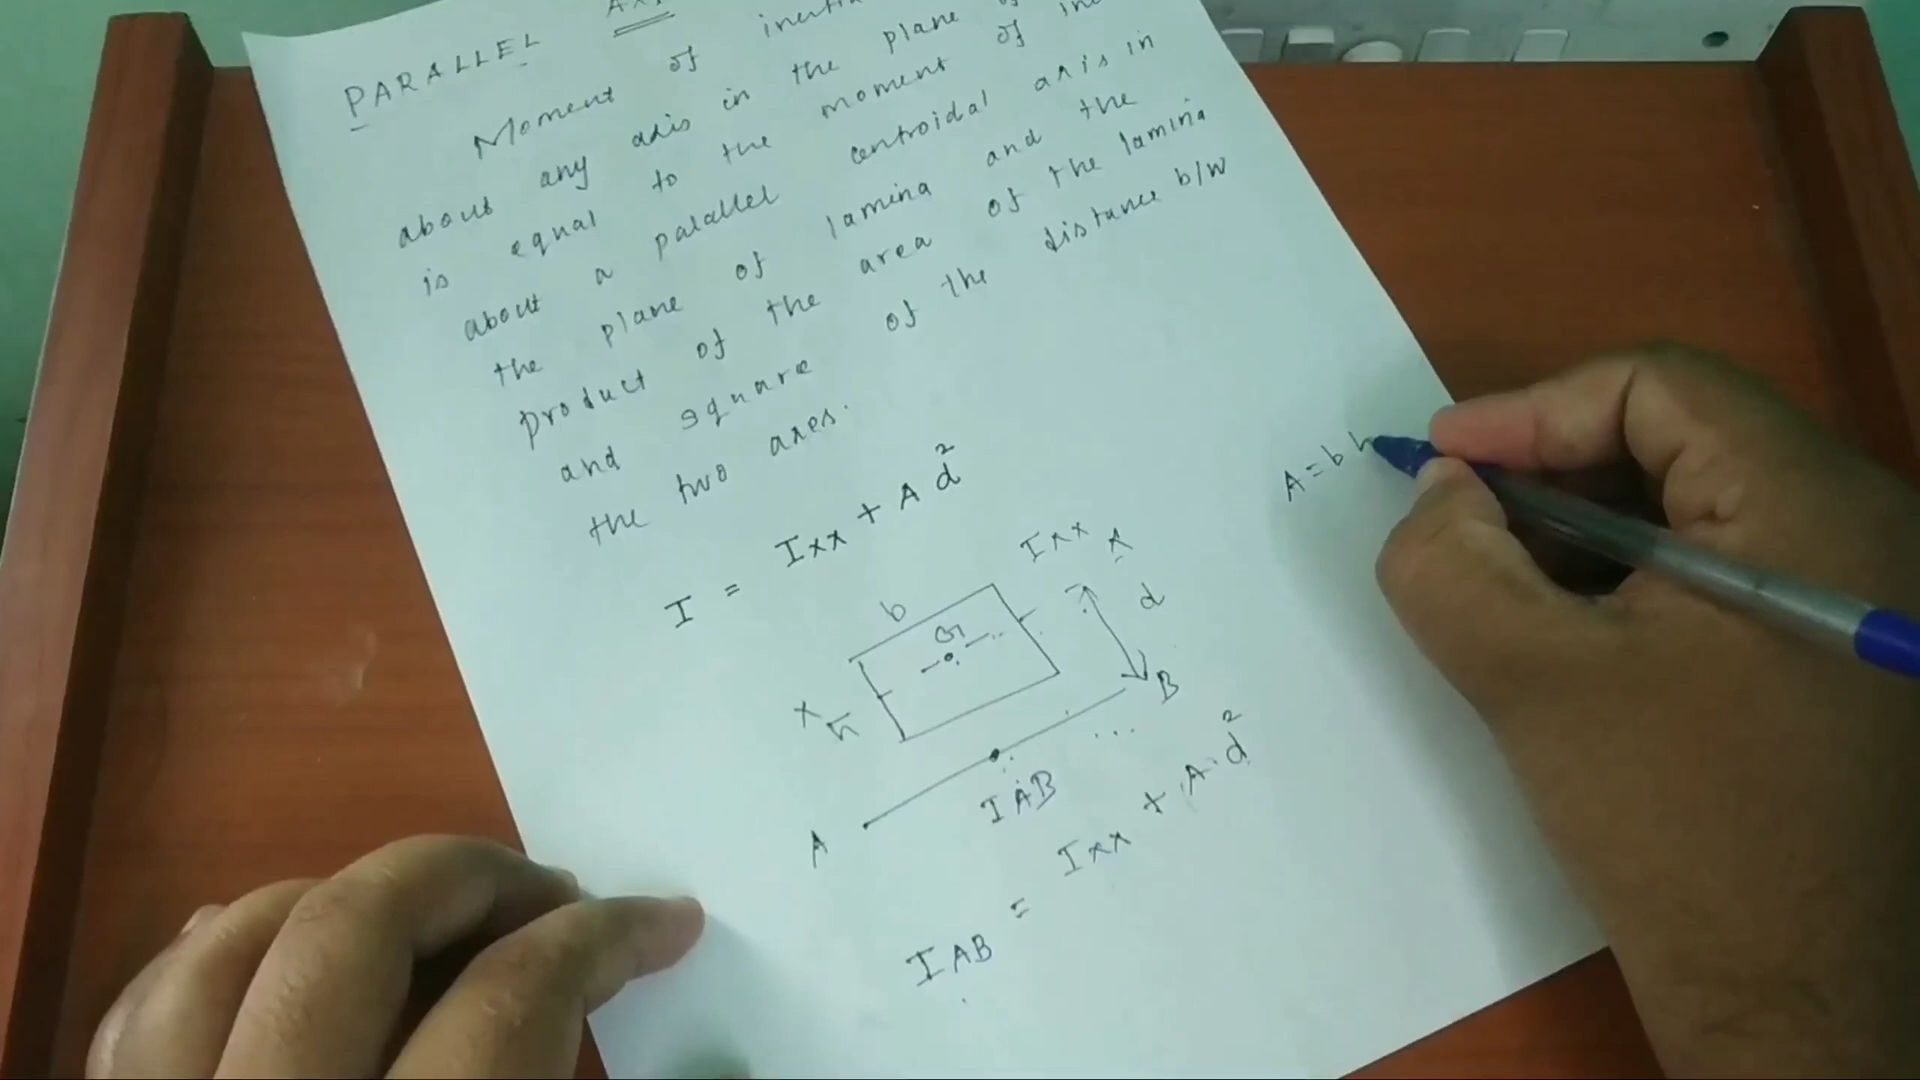 PARALLEL
Moment of
about any axis in the plane
is equal to the moment of
about a palallel centroidal axis in
the plane of lamina and the
product of the area of the lamina
and square of the distance b/w
the two axes.
I = Ixx + A d²
A = b h
b
Ixx
G
d
X
h
B
A
IAB
IAB = Ixx + A.d²